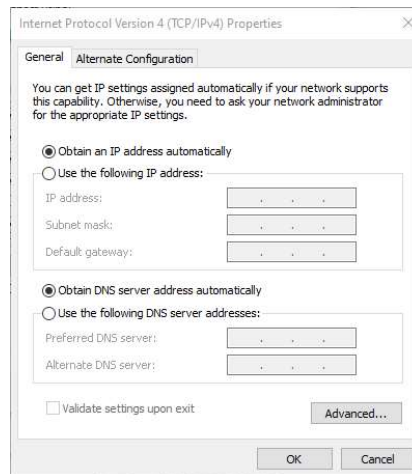 Internet Protocol Version 4 (TCP/IPv4) Properties
General
Alternate Configuration
You can get IP settings assigned automatically if your network supports
this capability. Otherwise, you need to ask your network administrator
for the appropriate IP settings.
Obtain an IP address automatically
Use the following IP address:
IP address:
Subnet mask:
Default gateway:
Obtain DNS server address automatically
Use the following DNS server addresses:
Preferred DNS server:
Alternate DNS server:
Validate settings upon exit
Advanced...
OK
Cancel